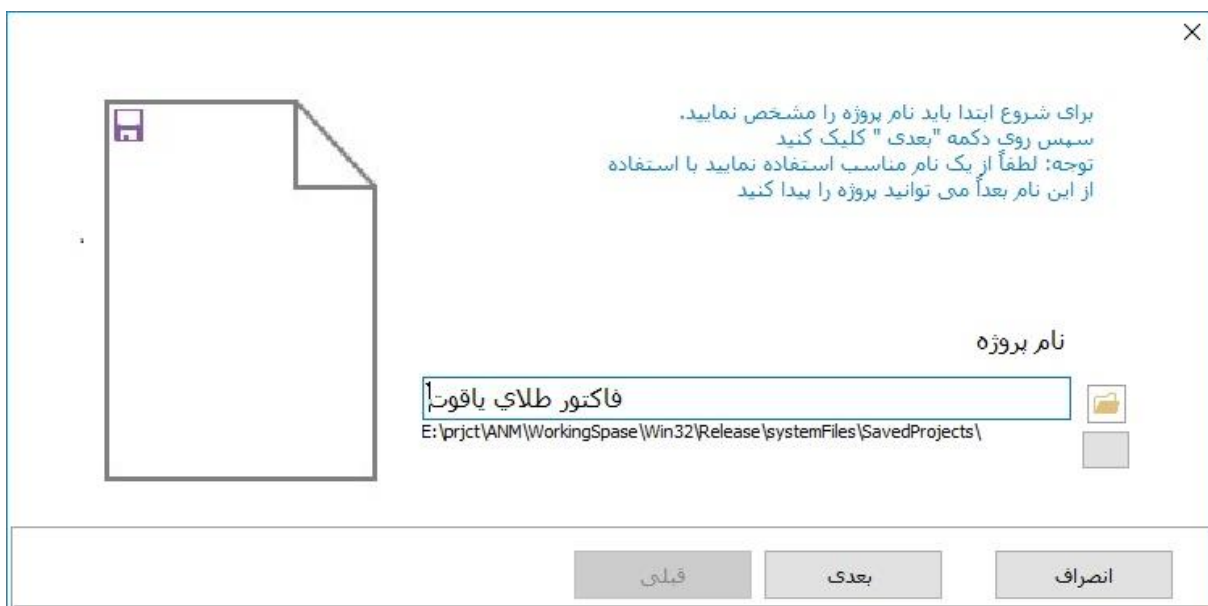 برای شروع ابتدا باید نام پروژه را مشخص نمایید.
سپس روی دکمه "بعدی " کلیک کنید
توجه: لطفاً از یک نام مناسب استفاده نمایید با استفاده
از این نام بعداً می توانید پروژه را پیدا کنید
نام پروژه
فاکتور طلاي ياقوت
E:\prjct\ANM\WorkingSpase\Win32\Release\systemFiles\SavedProjects\
انصراف
بعدی
قبلی